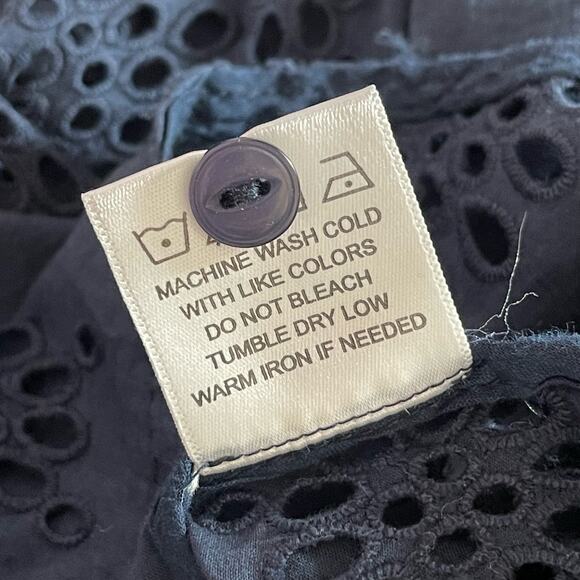 MACHINE WASH COLD
WITH LIKE COLORS
DO NOT BLEACH
TUMBLE DRY LOW
WARM IRON IF NEEDED